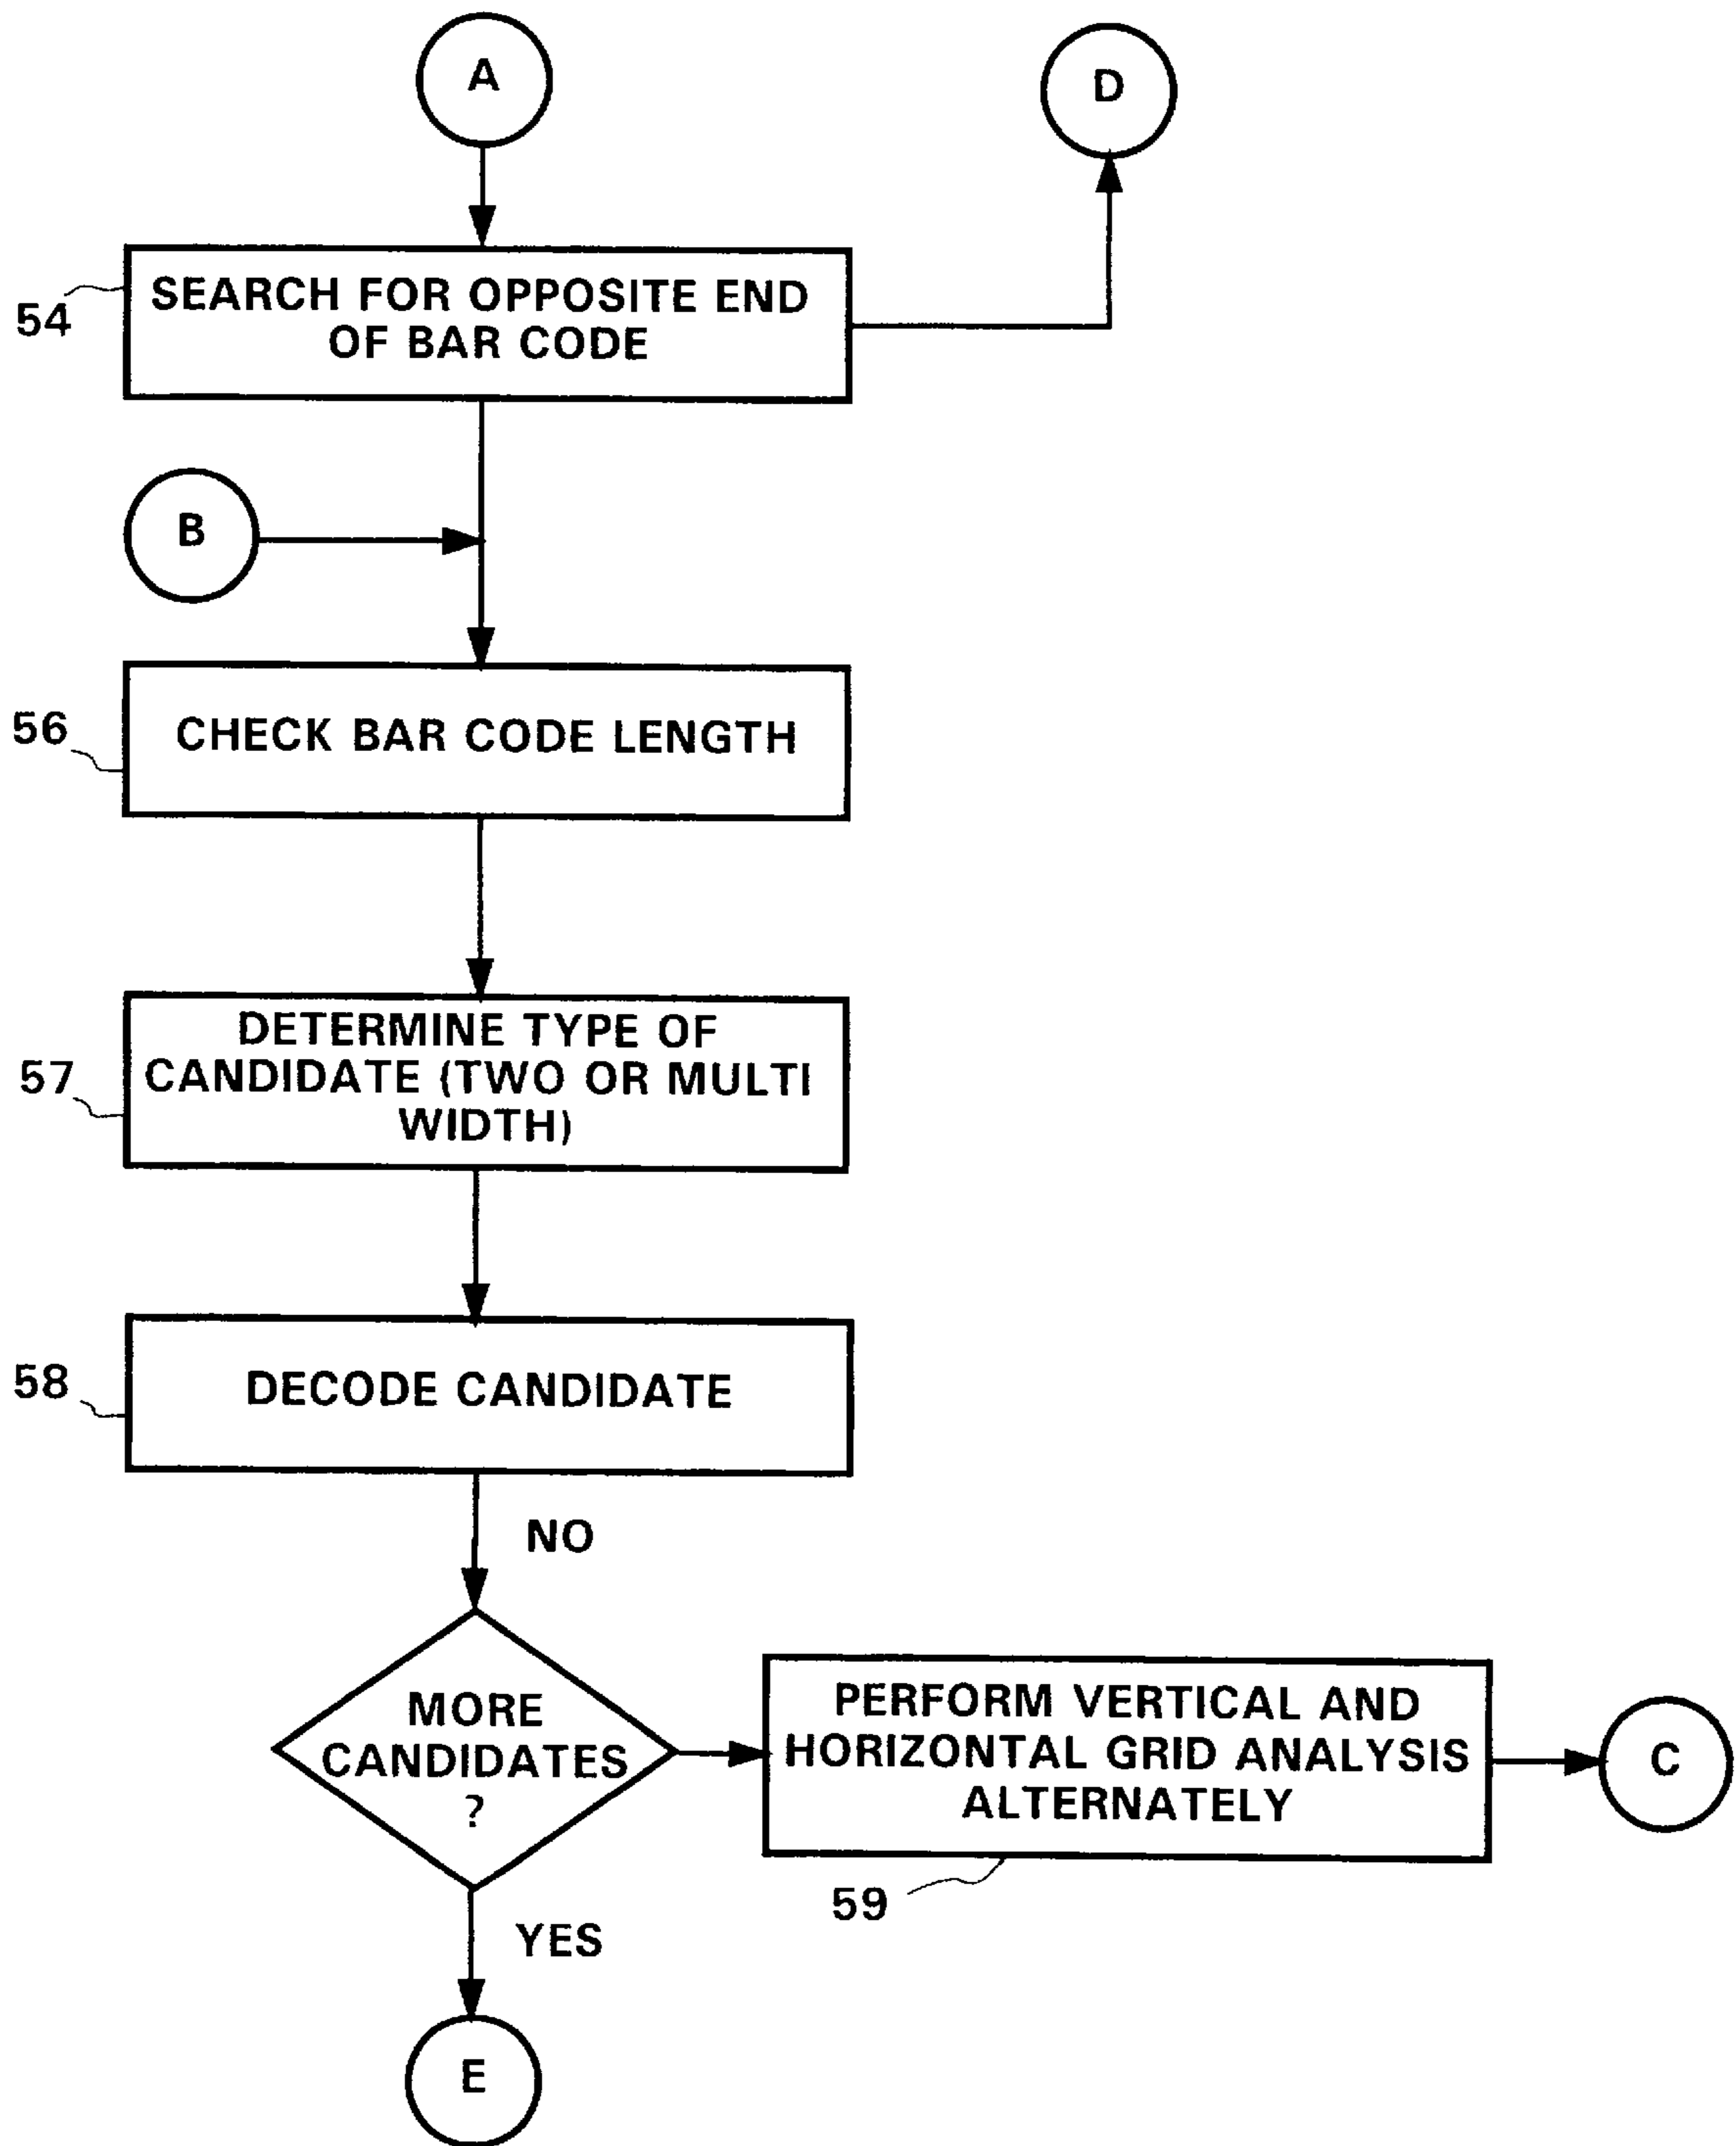 A
D
54
SEARCH FOR OPPOSITE END
OF BAR CODE
B
56
CHECK BAR CODE LENGTH
57
DETERMINE TYPE OF
CANDIDATE (TWO OR MULTI
WIDTH)
58
DECODE CANDIDATE
NO
MORE
CANDIDATES
?
PERFORM VERTICAL AND
HORIZONTAL GRID ANALYSIS
ALTERNATELY
C
59
YES
E